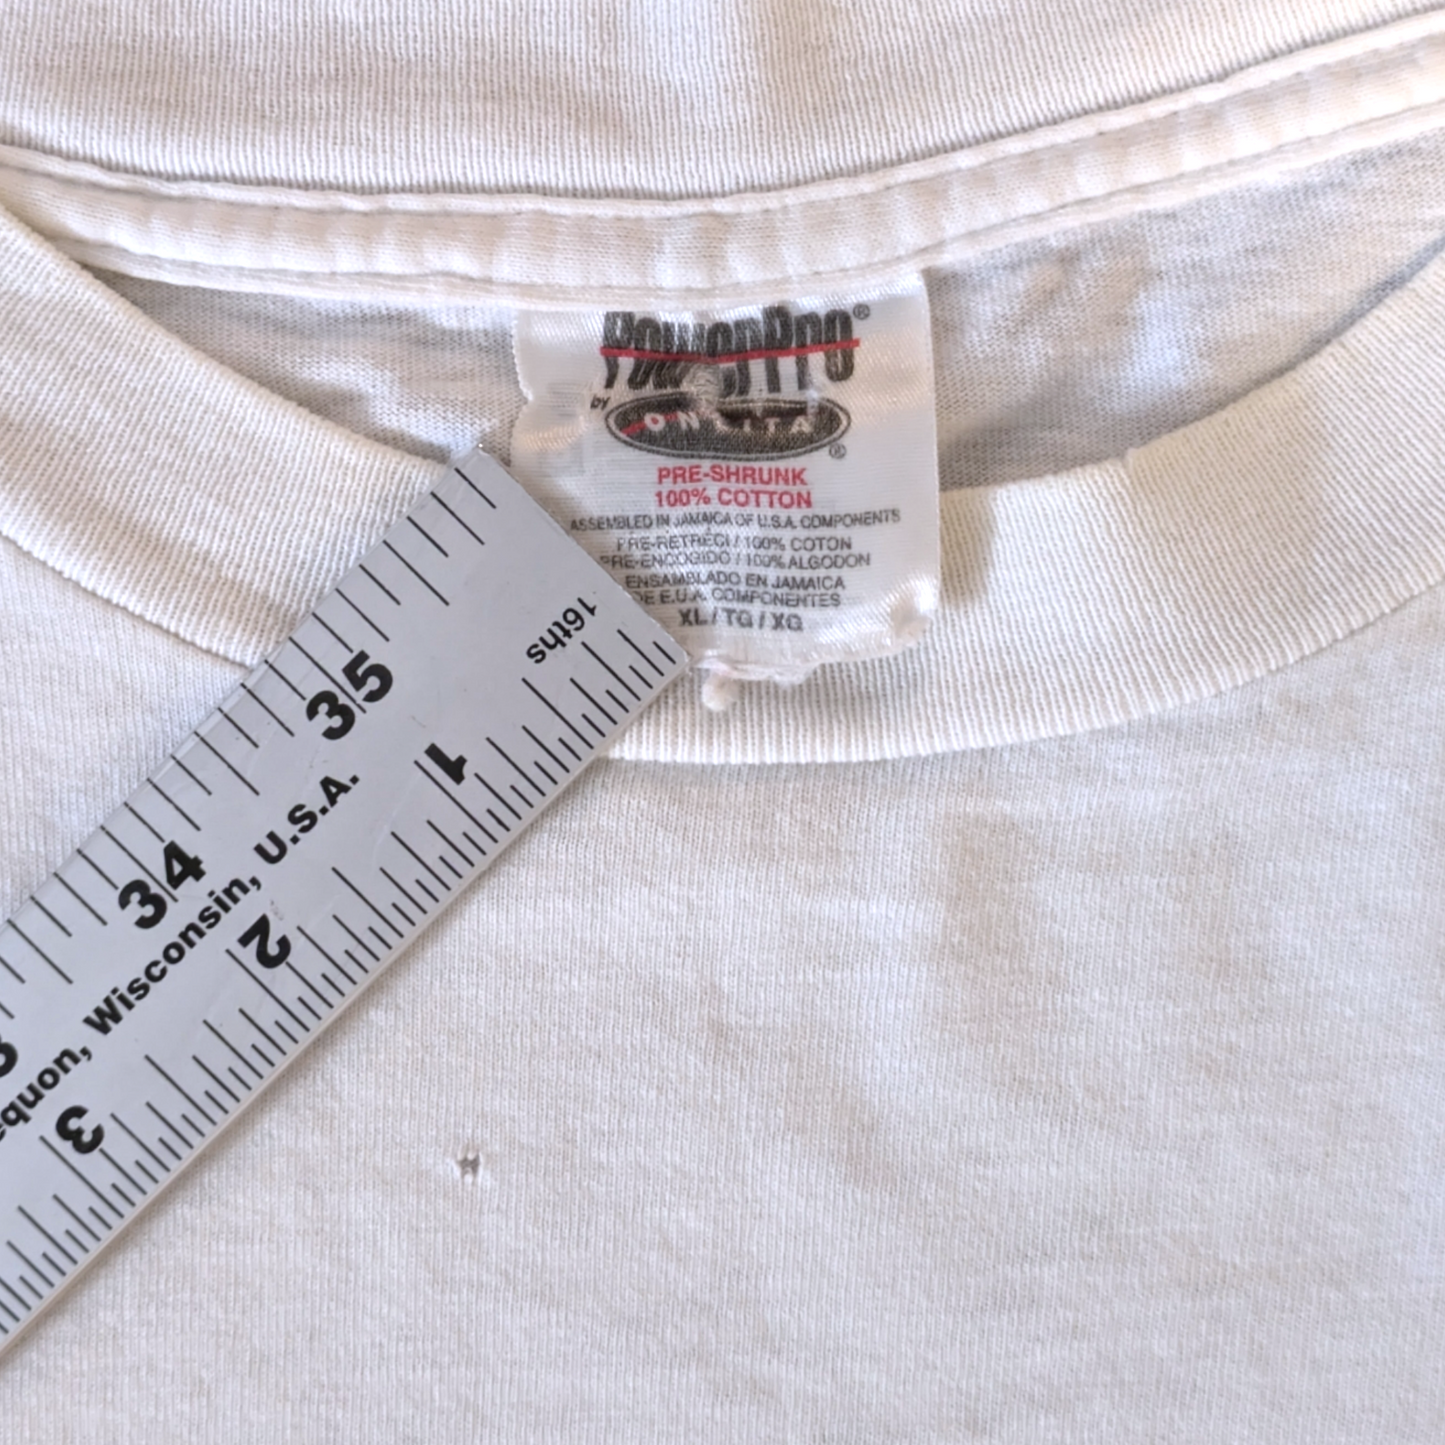 PowerPro®
by ONEITA®
PRE-SHRUNK
100% COTTON
ASSEMBLED IN JAMAICA OF U.S.A. COMPONENTS
PRE-RETRECI / 100% COTON
PRE-ENCOGIDO / 100% ALGODON
ENSAMBLADO EN JAMAICA
DE E.U.A. COMPONENTES
XL / TG / XG
16ths
35
34
1
2
3
equon, Wisconsin, U.S.A.